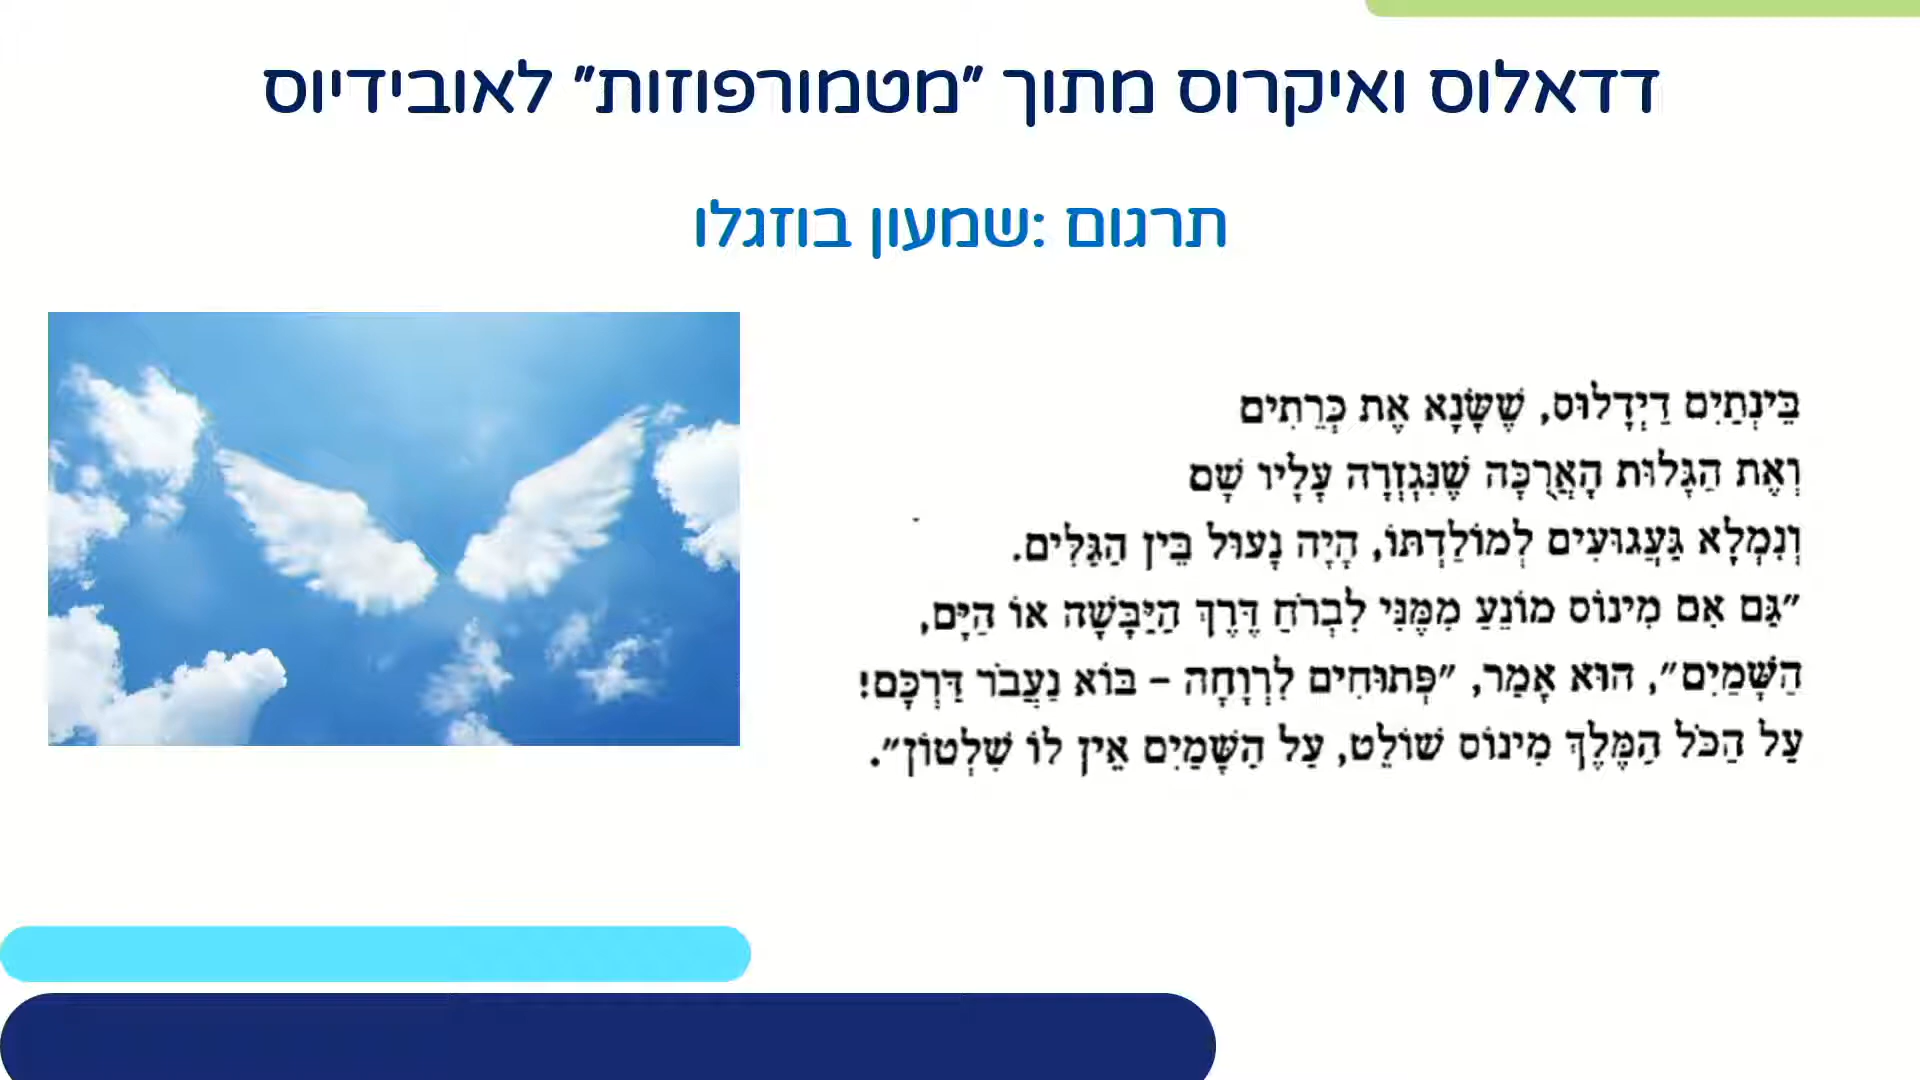 דדאלוס ואיקרוס מתוך "מטמורפוזות" לאובידיוס
תרגום :שמעון בוזגלו
בֵּינְתַיִם דַיְדָלוּס, שֶׁשָּׂנָא אֶת כְּרֵתִים
וְאֶת הַגָּלוּת הָאֲרֻכָּה שֶׁנִּגְזְרָה עָלָיו שָׁם
וְנִמְלָא גַּעְגּוּעִים לְמוֹלַדְתּוֹ, הָיָה נָעוּל בֵּין הַגַּלִּים.
"גַּם אִם מִינוֹס מוֹנֵעַ מִמֶּנִּי לִבְרֹחַ דֶּרֶךְ הַיַּבָּשָׁה אוֹ הַיָּם,
הַשָּׁמַיִם", הוּא אָמַר, "פְּתוּחִים לִרְוָחָה – בּוֹא נַעֲבֹר דַּרְכָּם!
עַל הַכֹּל הַמֶּלֶךְ מִינוֹס שׁוֹלֵט, עַל הַשָּׁמַיִם אֵין לוֹ שִׁלְטוֹן".